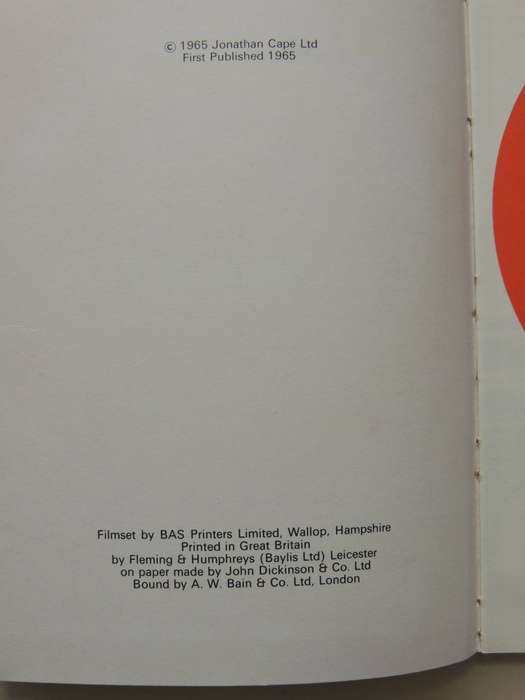 © 1965 Jonathan Cape Ltd
First Published 1965
Filmset by BAS Printers Limited, Wallop, Hampshire
Printed in Great Britain
by Fleming & Humphreys (Baylis Ltd) Leicester
on paper made by John Dickinson & Co. Ltd
Bound by A. W. Bain & Co. Ltd, London